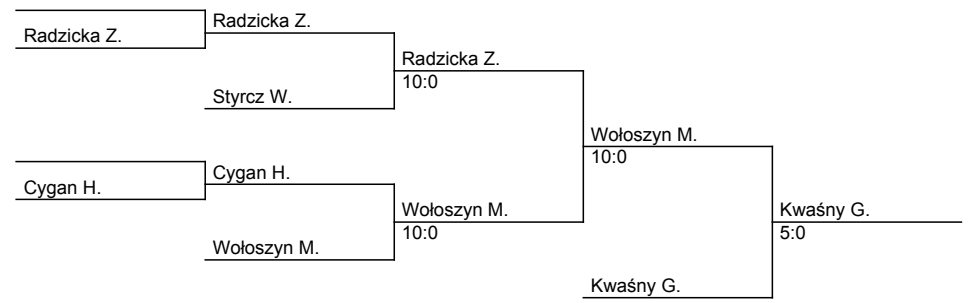 Radzicka Z.
Radzicka Z.
Styrcz W.
Radzicka Z.
10:0
Cygan H.
Cygan H.
Wołoszyn M.
Wołoszyn M.
10:0
Wołoszyn M.
10:0
Kwaśny G.
Kwaśny G.
5:0